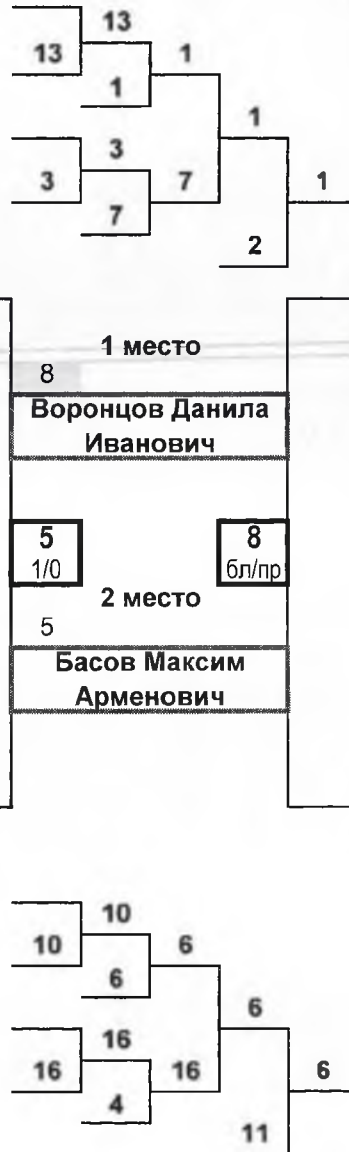 13
13 1
1
1
3
3 7 1
7
2
1 место
8
Воронцов Данила
Иванович
5 8
1/0 бл/пр
2 место
5
Басов Максим
Арменович
10
10 6
6
6
16
16 16 6
4
11